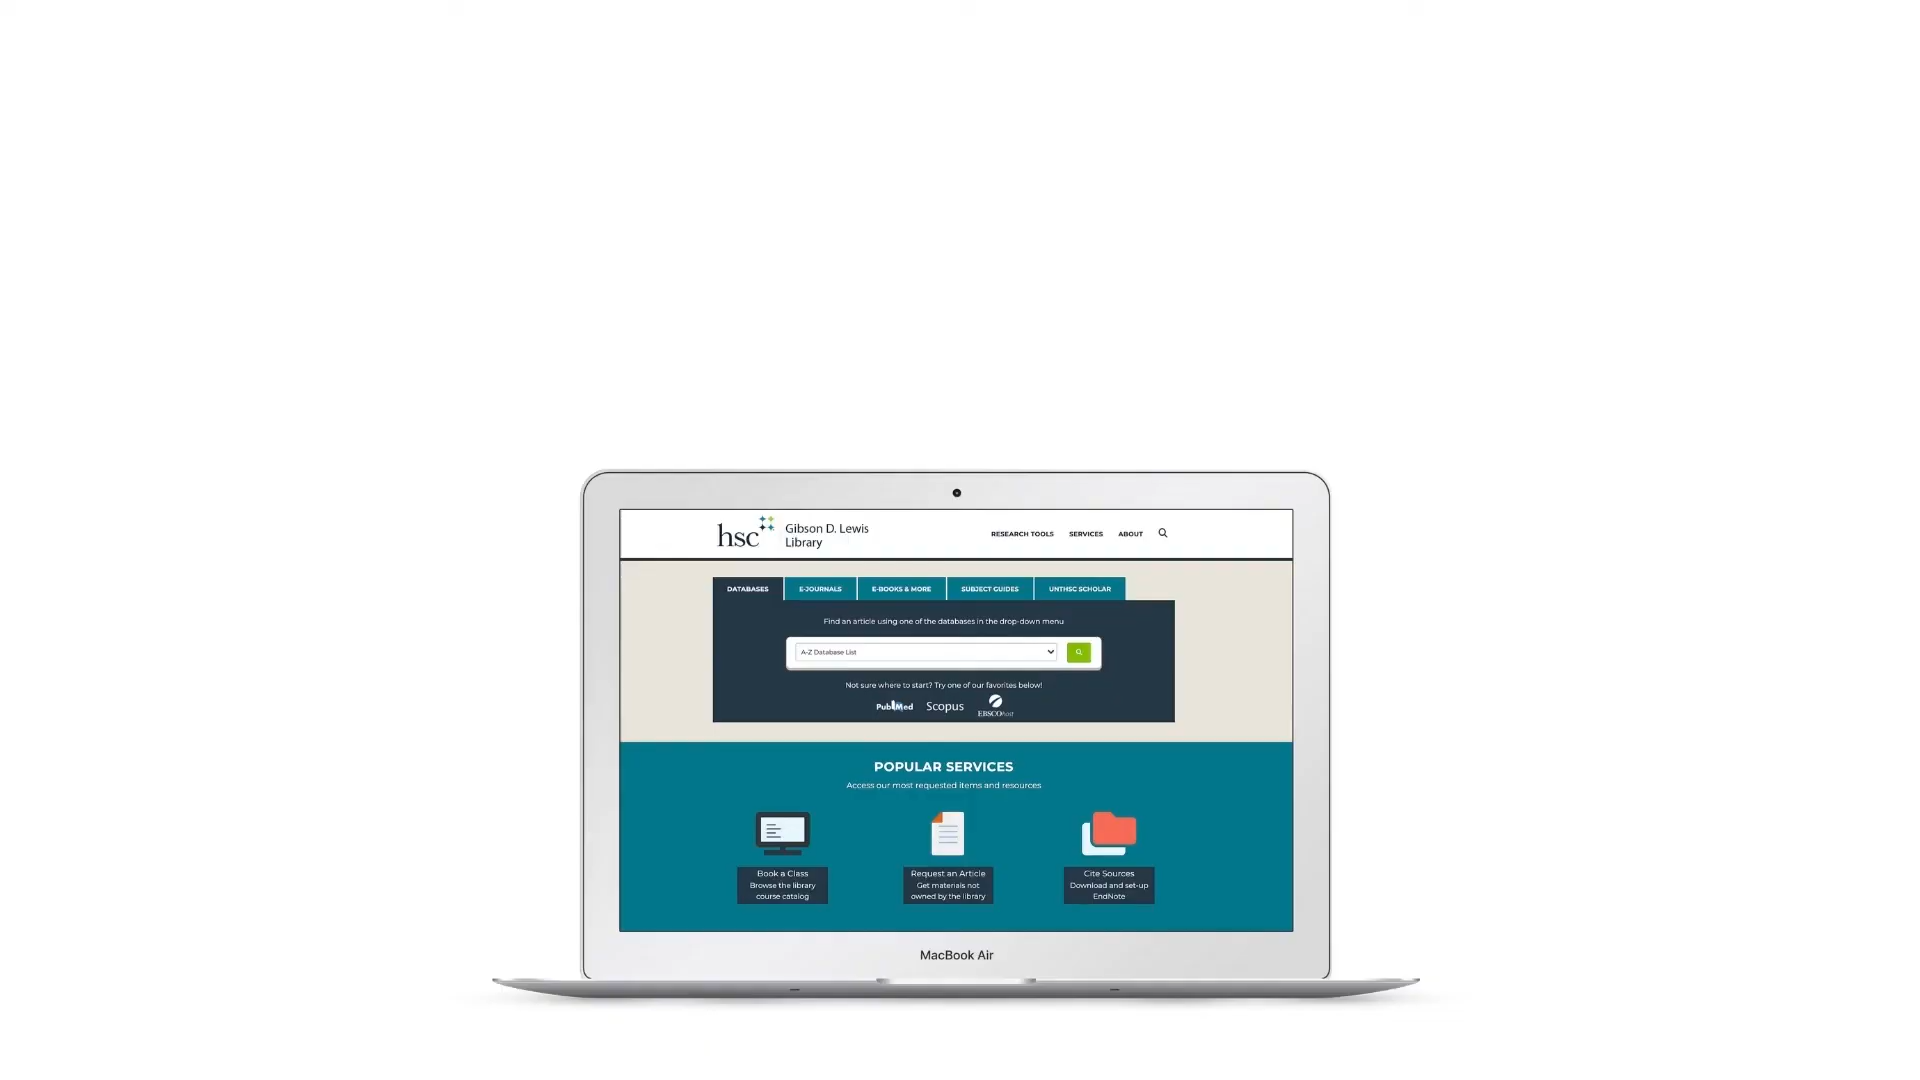 hsc
Gibson D. Lewis
Library
RESEARCH TOOLS SERVICES ABOUT
DATABASES E-JOURNALS E-BOOKS & MORE SUBJECT GUIDES UNTHSC SCHOLAR
Find an article using one of the databases in the drop-down menu
A-Z Database List
Not sure where to start? Try one of our favorites below!
PubMed Scopus EBSCOhost
POPULAR SERVICES
Access our most requested items and resources
Book a Class
Browse the library
course catalog
Request an Article
Get materials not
owned by the library
Cite Sources
Download and set-up
EndNote
MacBook Air